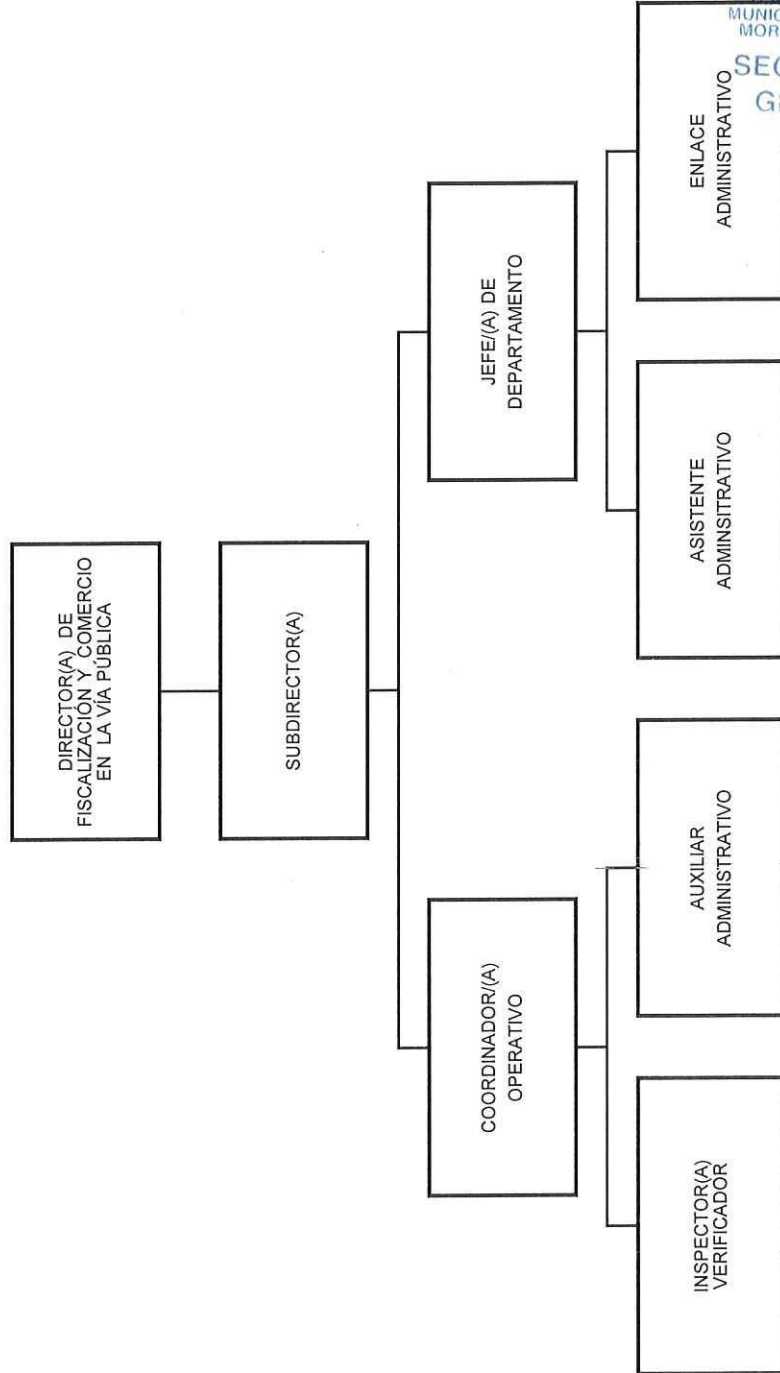 DIRECTOR(A) DE
FISCALIZACIÓN Y COMERCIO
EN LA VÍA PÚBLICA
SUBDIRECTOR(A)
COORDINADOR/(A)
OPERATIVO
JEFE/(A) DE
DEPARTAMENTO
INSPECTOR(A)
VERIFICADOR
AUXILIAR
ADMINISTRATIVO
ASISTENTE
ADMINSITRATIVO
ENLACE
ADMINISTRATIVO